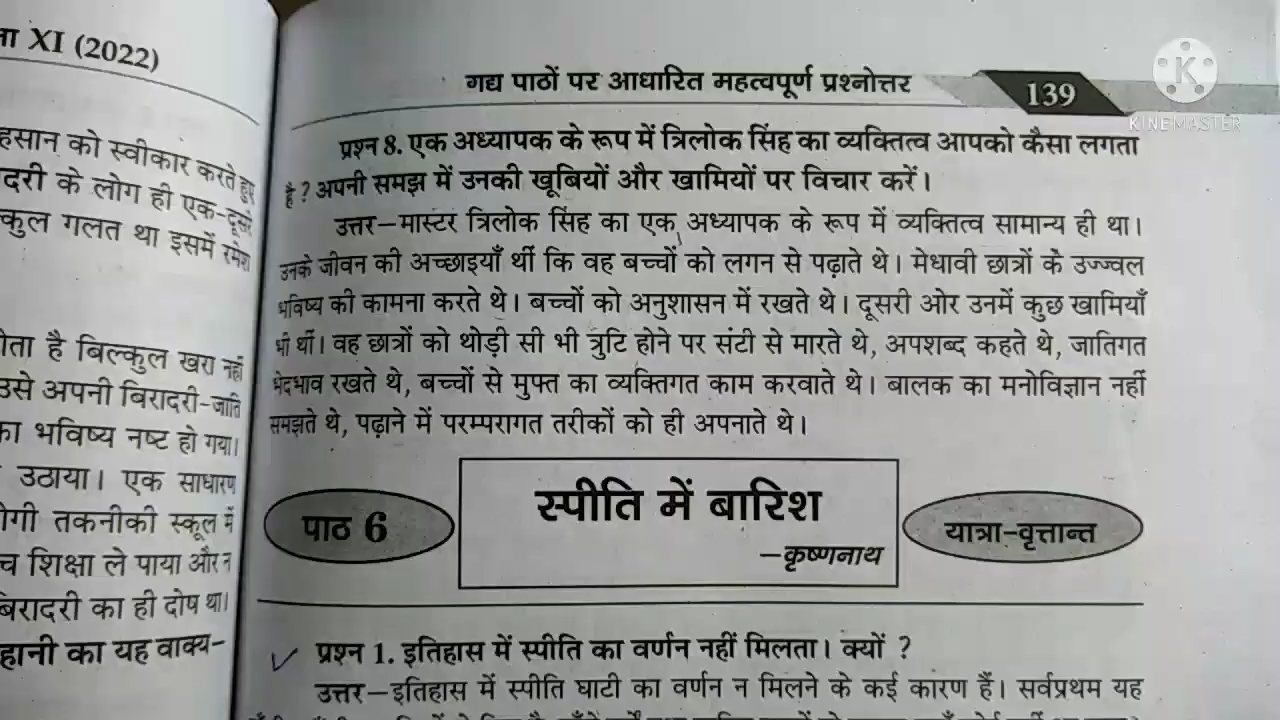 XI (2022)
हसान को स्वीकार करते हुए
दरी के लोग ही एक-दूसरे
कुल गलत था इसमें रमेश
होता है बिल्कुल खरा नहीं
उसे अपनी बिरादरी-जाति
का भविष्य नष्ट हो गया।
उठाया। एक साधारण
तकनीकी स्कूल में
च शिक्षा ले पाया और न
बिरादरी का ही दोष था।
हानी का यह वाक्य–
गद्य पाठों पर आधारित महत्वपूर्ण प्रश्नोत्तर 139
KINEMASTER
प्रश्न 8. एक अध्यापक के रूप में त्रिलोक सिंह का व्यक्तित्व आपको कैसा लगता
है ? अपनी समझ में उनकी खूबियों और खामियों पर विचार करें।
उत्तर–मास्टर त्रिलोक सिंह का एक अध्यापक के रूप में व्यक्तित्व सामान्य ही था।
उनके जीवन की अच्छाइयाँ थीं कि वह बच्चों को लगन से पढ़ाते थे। मेधावी छात्रों के उज्ज्वल
भविष्य की कामना करते थे। बच्चों को अनुशासन में रखते थे। दूसरी ओर उनमें कुछ खामियाँ
भी थीं। वह छात्रों को थोड़ी सी भी त्रुटि होने पर संटी से मारते थे, अपशब्द कहते थे, जातिगत
भेदभाव रखते थे, बच्चों से मुफ्त का व्यक्तिगत काम करवाते थे। बालक का मनोविज्ञान नहीं
समझते थे, पढ़ाने में परम्परागत तरीकों को ही अपनाते थे।
पाठ 6
स्पीति में बारिश
–कृष्णनाथ
यात्रा-वृत्तान्त
प्रश्न 1. इतिहास में स्पीति का वर्णन नहीं मिलता। क्यों ?
उत्तर–इतिहास में स्पीति घाटी का वर्णन न मिलने के कई कारण हैं। सर्वप्रथम यह